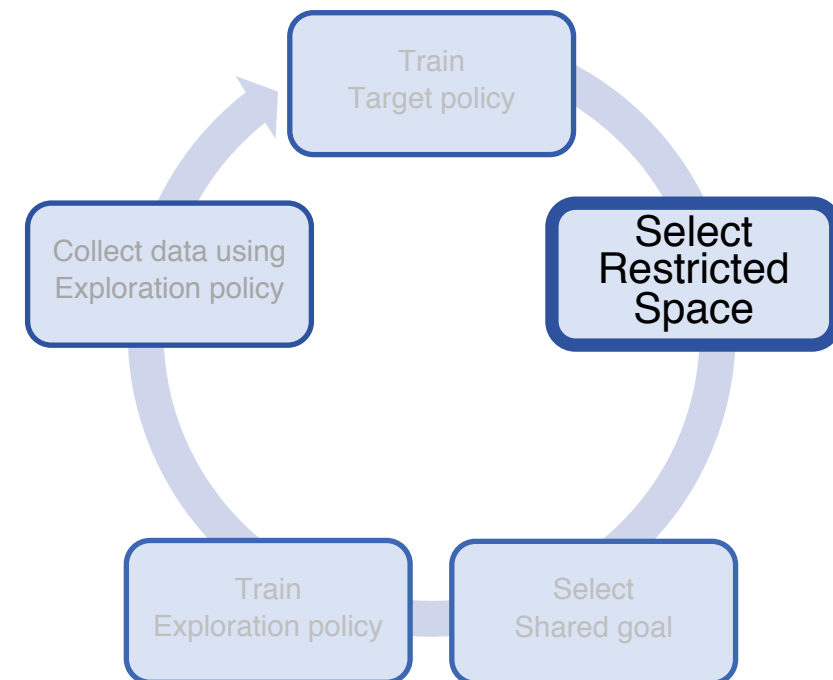 Train
Target policy
Select
Restricted
Space
Select
Shared goal
Train
Exploration policy
Collect data using
Exploration policy